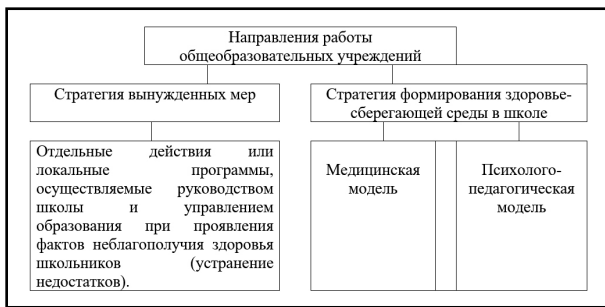 Направления работы
общеобразовательных учреждений
Стратегия вынужденных мер
Стратегия формирования здоровье-
сберегающей среды в школе
Отдельные действия или
локальные программы,
осуществляемые руководством
школы и управлением
образования при проявления
фактов неблагополучия здоровья
школьников (устранение
недостатков).
Медицинская
модель
Психолого-
педагогическая
модель